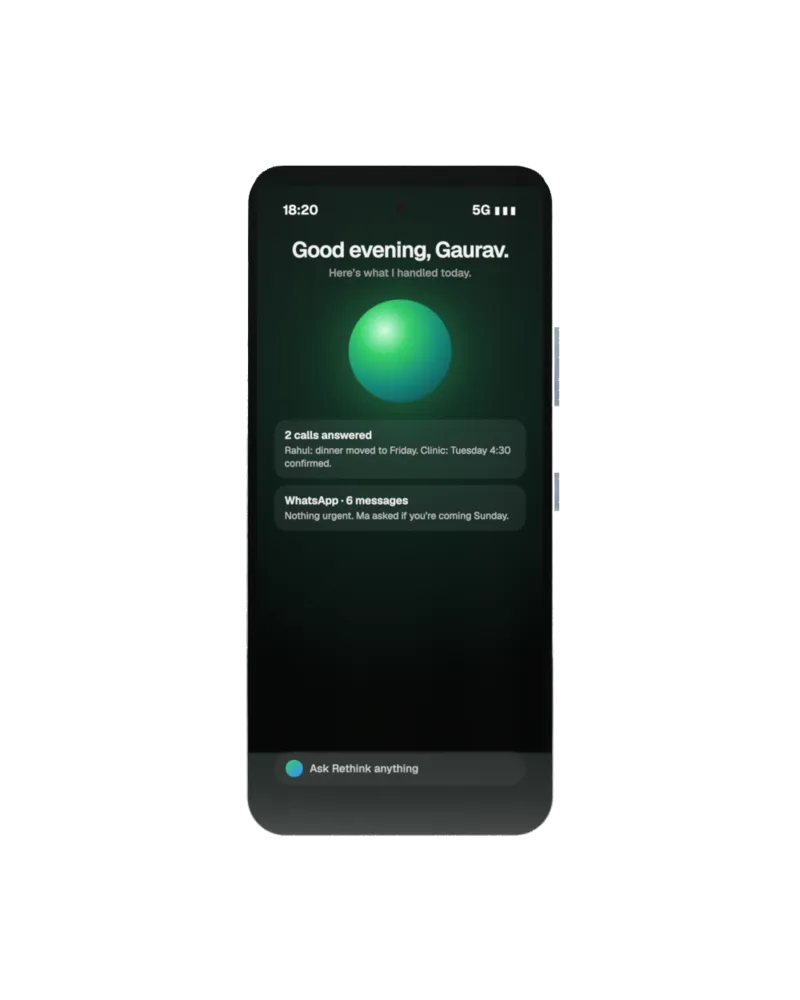 18:20
5G
Good evening, Gaurav.
Here's what I handled today.
2 calls answered
Rahul: dinner moved to Friday. Clinic: Tuesday 4:30
confirmed.
WhatsApp · 6 messages
Nothing urgent. Ma asked if you're coming Sunday.
Ask Rethink anything